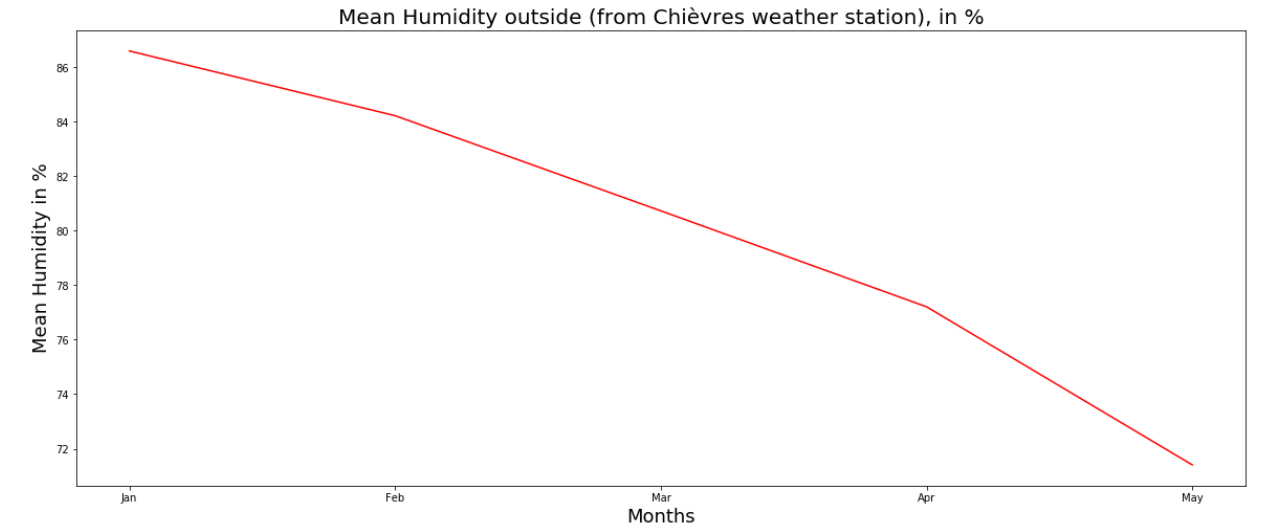 Mean Humidity outside (from Chièvres weather station), in %
Mean Humidity in %
86
84
82
80
78
76
74
72
Jan Feb Mar Apr May
Months